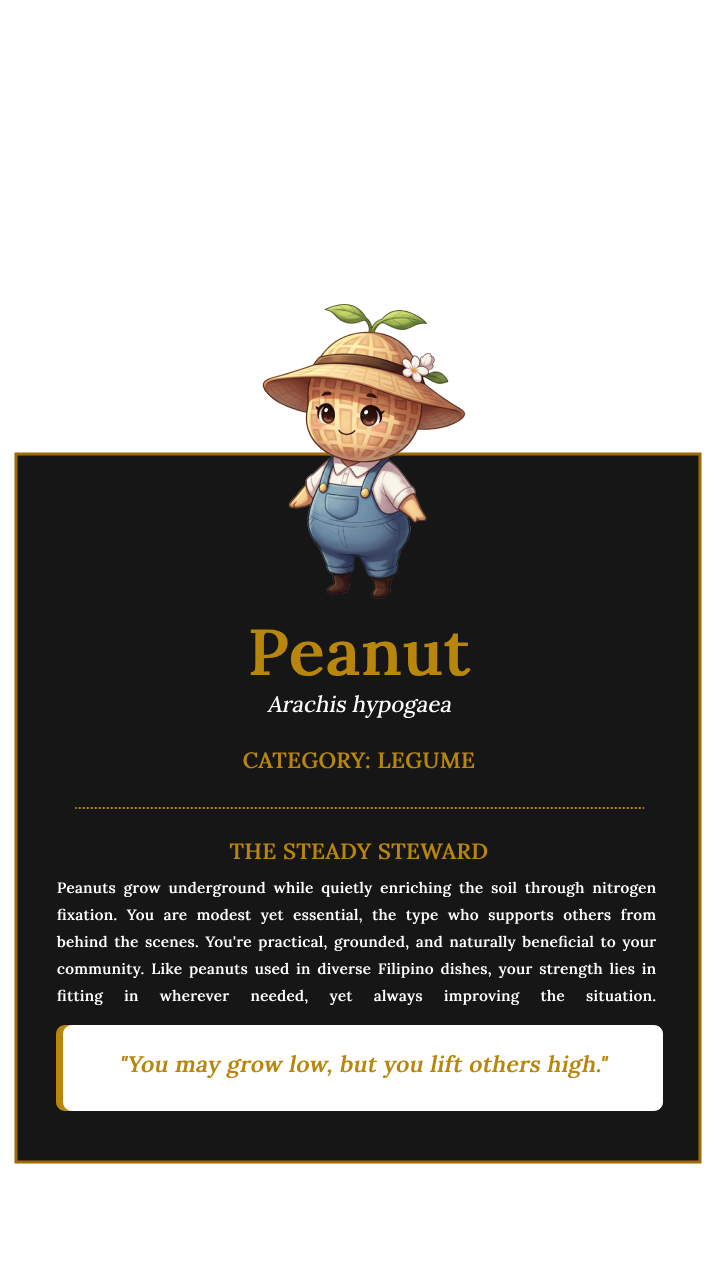 Peanut
Arachis hypogaea
CATEGORY: LEGUME
THE STEADY STEWARD
Peanuts grow underground while quietly enriching the soil through nitrogen
fixation. You are modest yet essential, the type who supports others from
behind the scenes. You're practical, grounded, and naturally beneficial to your
community. Like peanuts used in diverse Filipino dishes, your strength lies in
fitting in wherever needed, yet always improving the situation.
"You may grow low, but you lift others high."